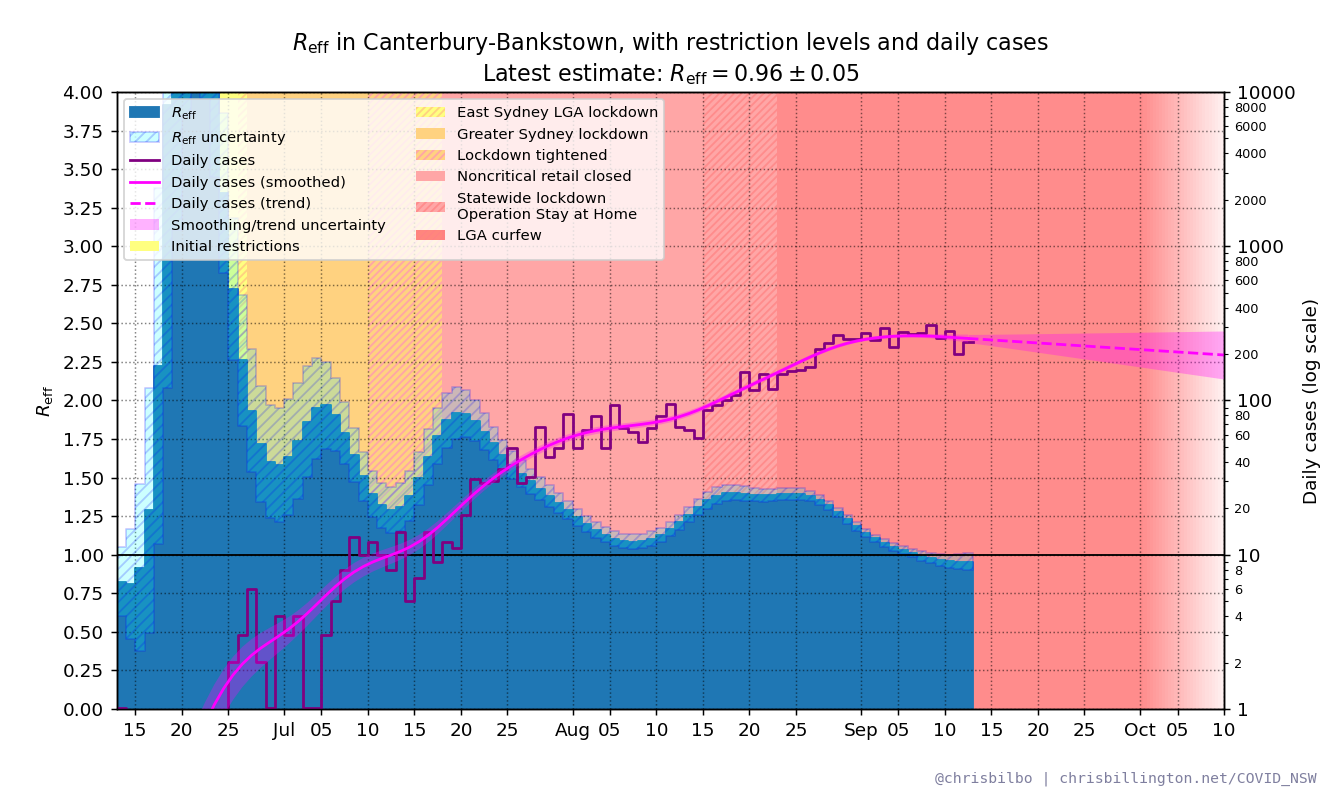 Reff in Canterbury-Bankstown, with restriction levels and daily cases
Latest estimate: Reff = 0.96 ± 0.05
Reff
Reff uncertainty
Daily cases
Daily cases (smoothed)
Daily cases (trend)
Smoothing/trend uncertainty
Initial restrictions
East Sydney LGA lockdown
Greater Sydney lockdown
Lockdown tightened
Noncritical retail closed
Statewide lockdown
Operation Stay at Home
LGA curfew
Reff
4.00
3.75
3.50
3.25
3.00
2.75
2.50
2.25
2.00
1.75
1.50
1.25
1.00
0.75
0.50
0.25
0.00
15 20 25 Jul 05 10 15 20 25 Aug 05 10 15 20 25 Sep 05 10 15 20 25 Oct 05 10
10000
8000
6000
4000
2000
1000
800
600
400
200
100
80
60
40
20
10
8
6
4
2
1
Daily cases (log scale)
@chrisbilbo | chrisbillington.net/COVID_NSW